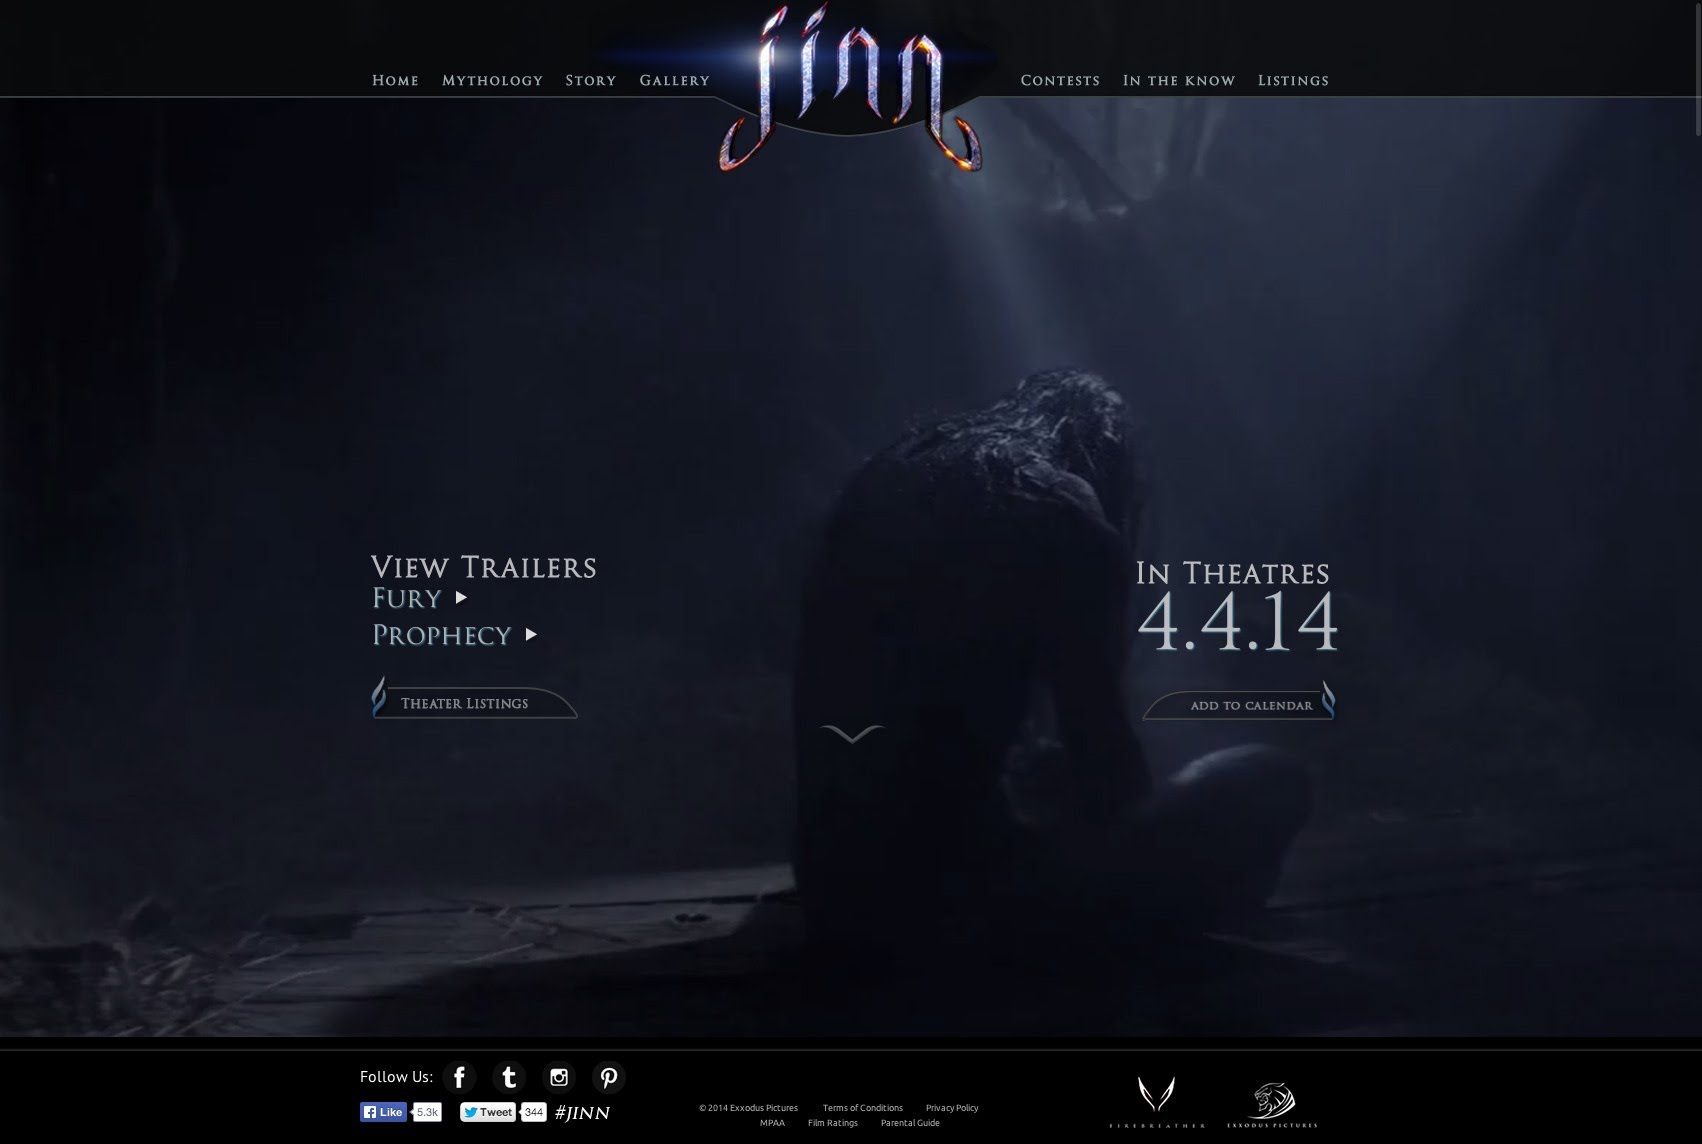 jinn
Home Mythology Story Gallery Contests In the know Listings
View Trailers
Fury
Prophecy
Theater Listings
In Theatres
4.4.14
add to calendar
Follow Us:
Like 5.3k Tweet 344 #JINN
© 2014 Exxodus Pictures Terms of Conditions Privacy Policy
MPAA Film Ratings Parental Guide
FIREBREATHER EXXODUS PICTURES